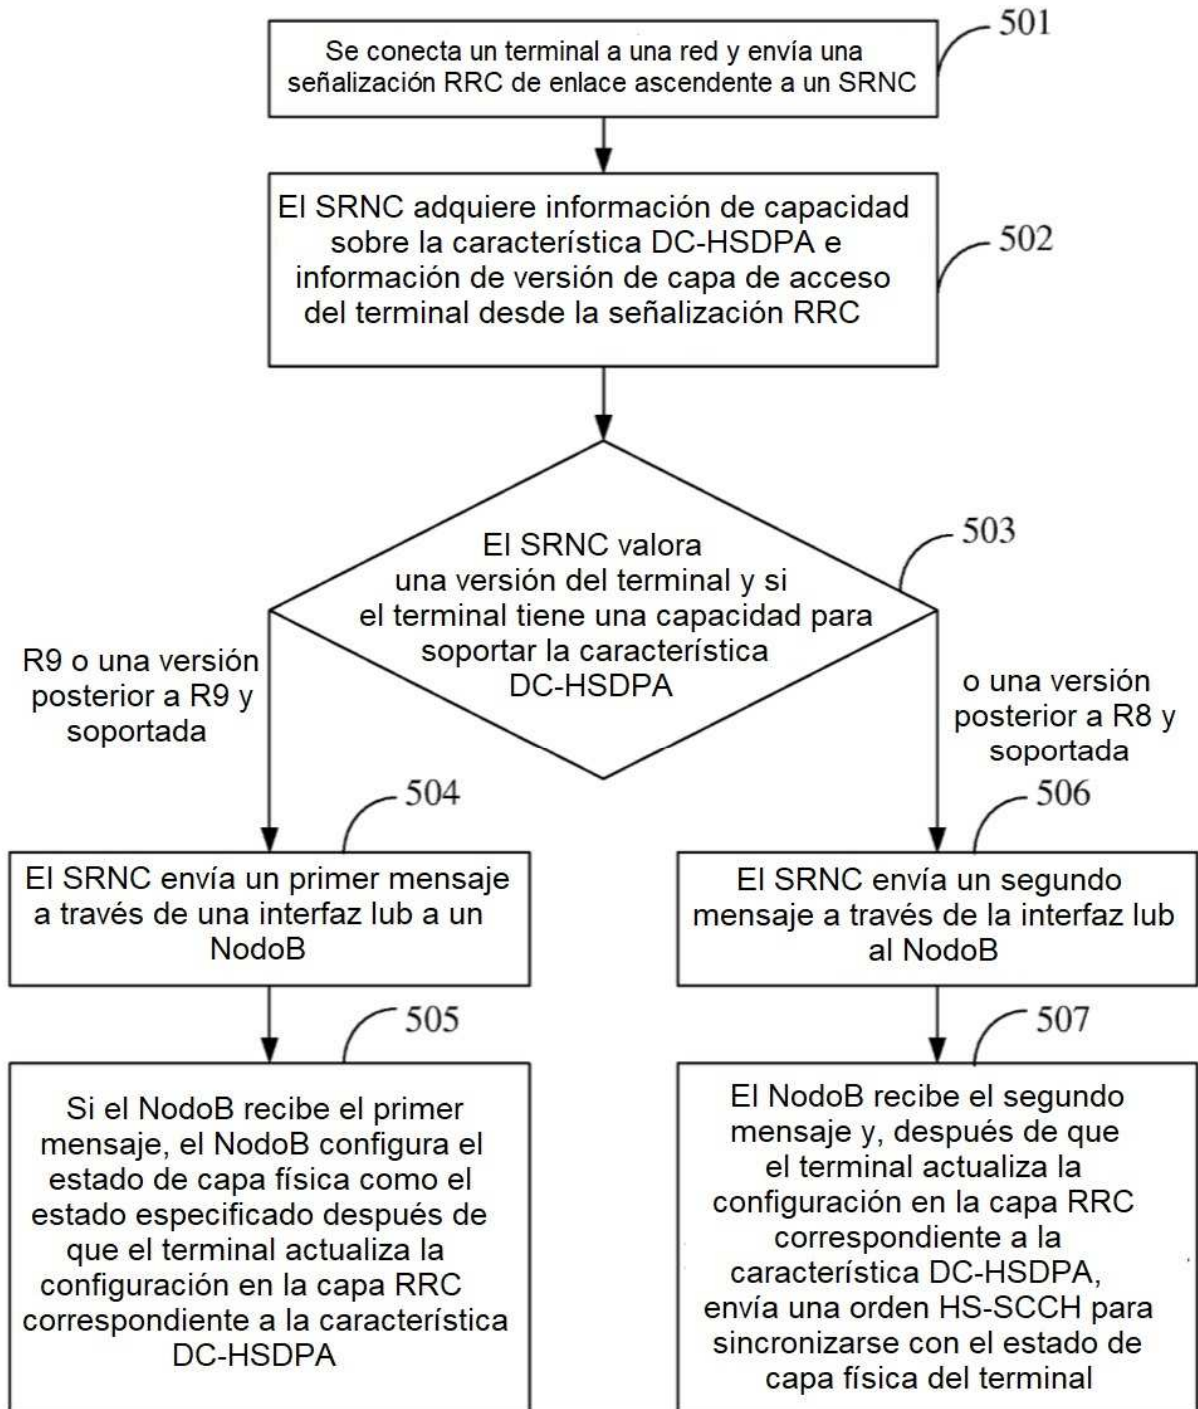 501
Se conecta un terminal a una red y envía una
señalización RRC de enlace ascendente a un SRNC
El SRNC adquiere información de capacidad
sobre la característica DC-HSDPA e
información de versión de capa de acceso
del terminal desde la señalización RRC
502
El SRNC valora
una versión del terminal y si
el terminal tiene una capacidad para
soportar la característica
DC-HSDPA
503
R9 o una versión
posterior a R9 y
soportada
o una versión
posterior a R8 y
soportada
504
El SRNC envía un primer mensaje
a través de una interfaz lub a un
NodoB
506
El SRNC envía un segundo
mensaje a través de la interfaz lub
al NodoB
505
Si el NodoB recibe el primer
mensaje, el NodoB configura el
estado de capa física como el
estado especificado después de
que el terminal actualiza la
configuración en la capa RRC
correspondiente a la característica
DC-HSDPA
507
El NodoB recibe el segundo
mensaje y, después de que
el terminal actualiza la
configuración en la capa RRC
correspondiente a la
característica DC-HSDPA,
envía una orden HS-SCCH para
sincronizarse con el estado de
capa física del terminal